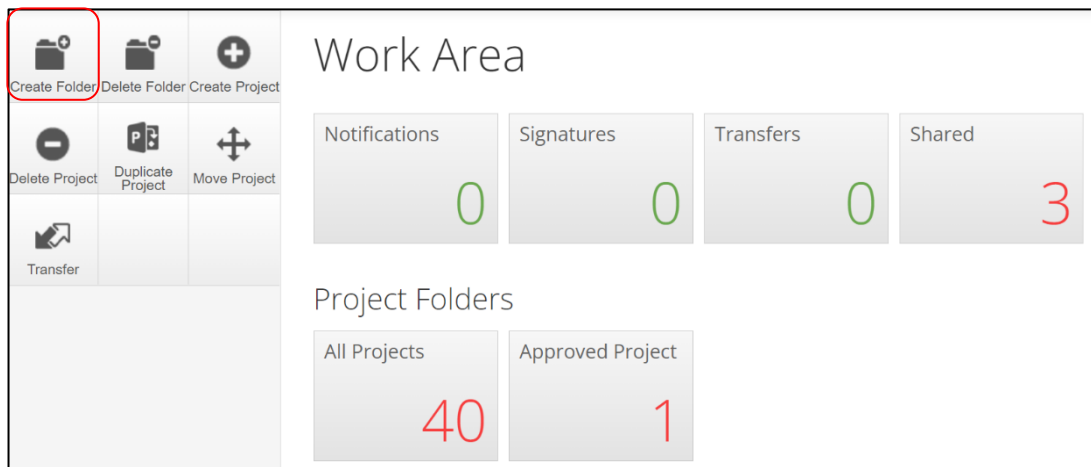 Create Folder
Delete Folder
Create Project
Delete Project
Duplicate
Project
Move Project
Transfer
Work Area
Notifications
0
Signatures
0
Transfers
0
Shared
3
Project Folders
All Projects
40
Approved Project
1